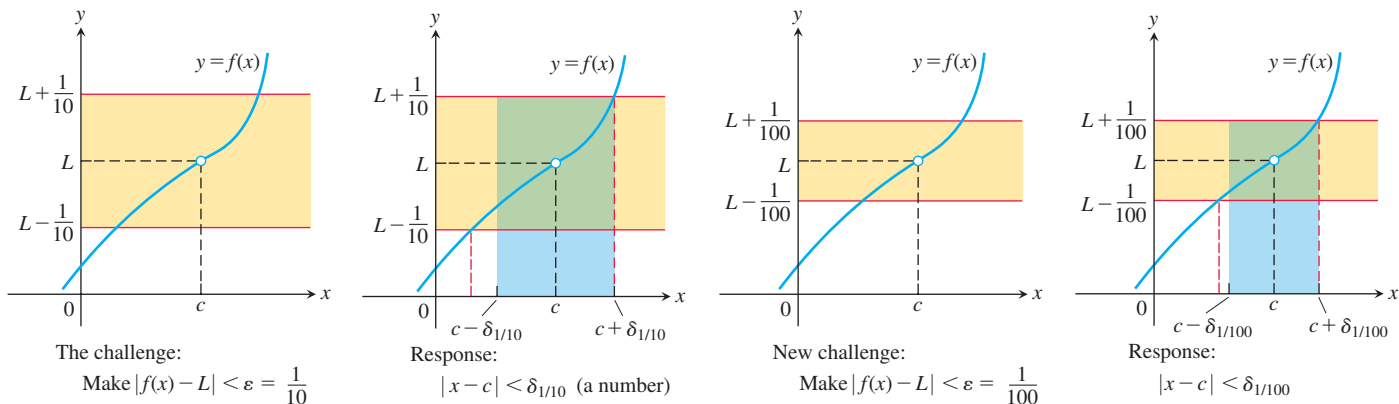 y
y = f(x)
L + 1/10
L
L − 1/10
0
c
x
The challenge:
Make |f(x) − L| < ε = 1/10
y
y = f(x)
L + 1/10
L
L − 1/10
0
c
x
c − δ1/10
c + δ1/10
Response:
|x − c| < δ1/10 (a number)
y
y = f(x)
L + 1/100
L
L − 1/100
0
c
x
New challenge:
Make |f(x) − L| < ε = 1/100
y
y = f(x)
L + 1/100
L
L − 1/100
0
c
x
c − δ1/100
c + δ1/100
Response:
|x − c| < δ1/100